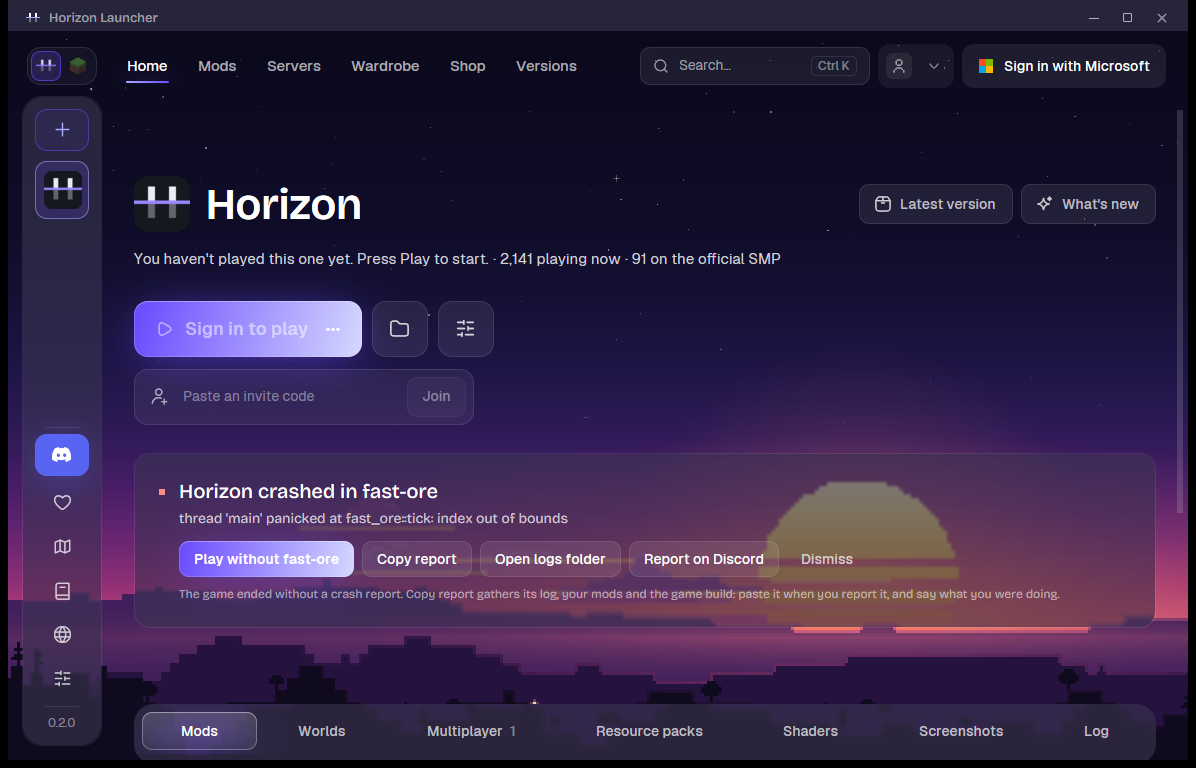 Horizon Launcher
Home Mods Servers Wardrobe Shop Versions Search... Ctrl K Sign in with Microsoft
Horizon Latest version What's new
You haven't played this one yet. Press Play to start. · 2,141 playing now · 91 on the official SMP
Sign in to play
Paste an invite code Join
Horizon crashed in fast-ore
thread 'main' panicked at fast_ore::tick: index out of bounds
Play without fast-ore Copy report Open logs folder Report on Discord Dismiss
The game ended without a crash report. Copy report gathers its log, your mods and the game build: paste it when you report it, and say what you were doing.
0.2.0
Mods Worlds Multiplayer 1 Resource packs Shaders Screenshots Log